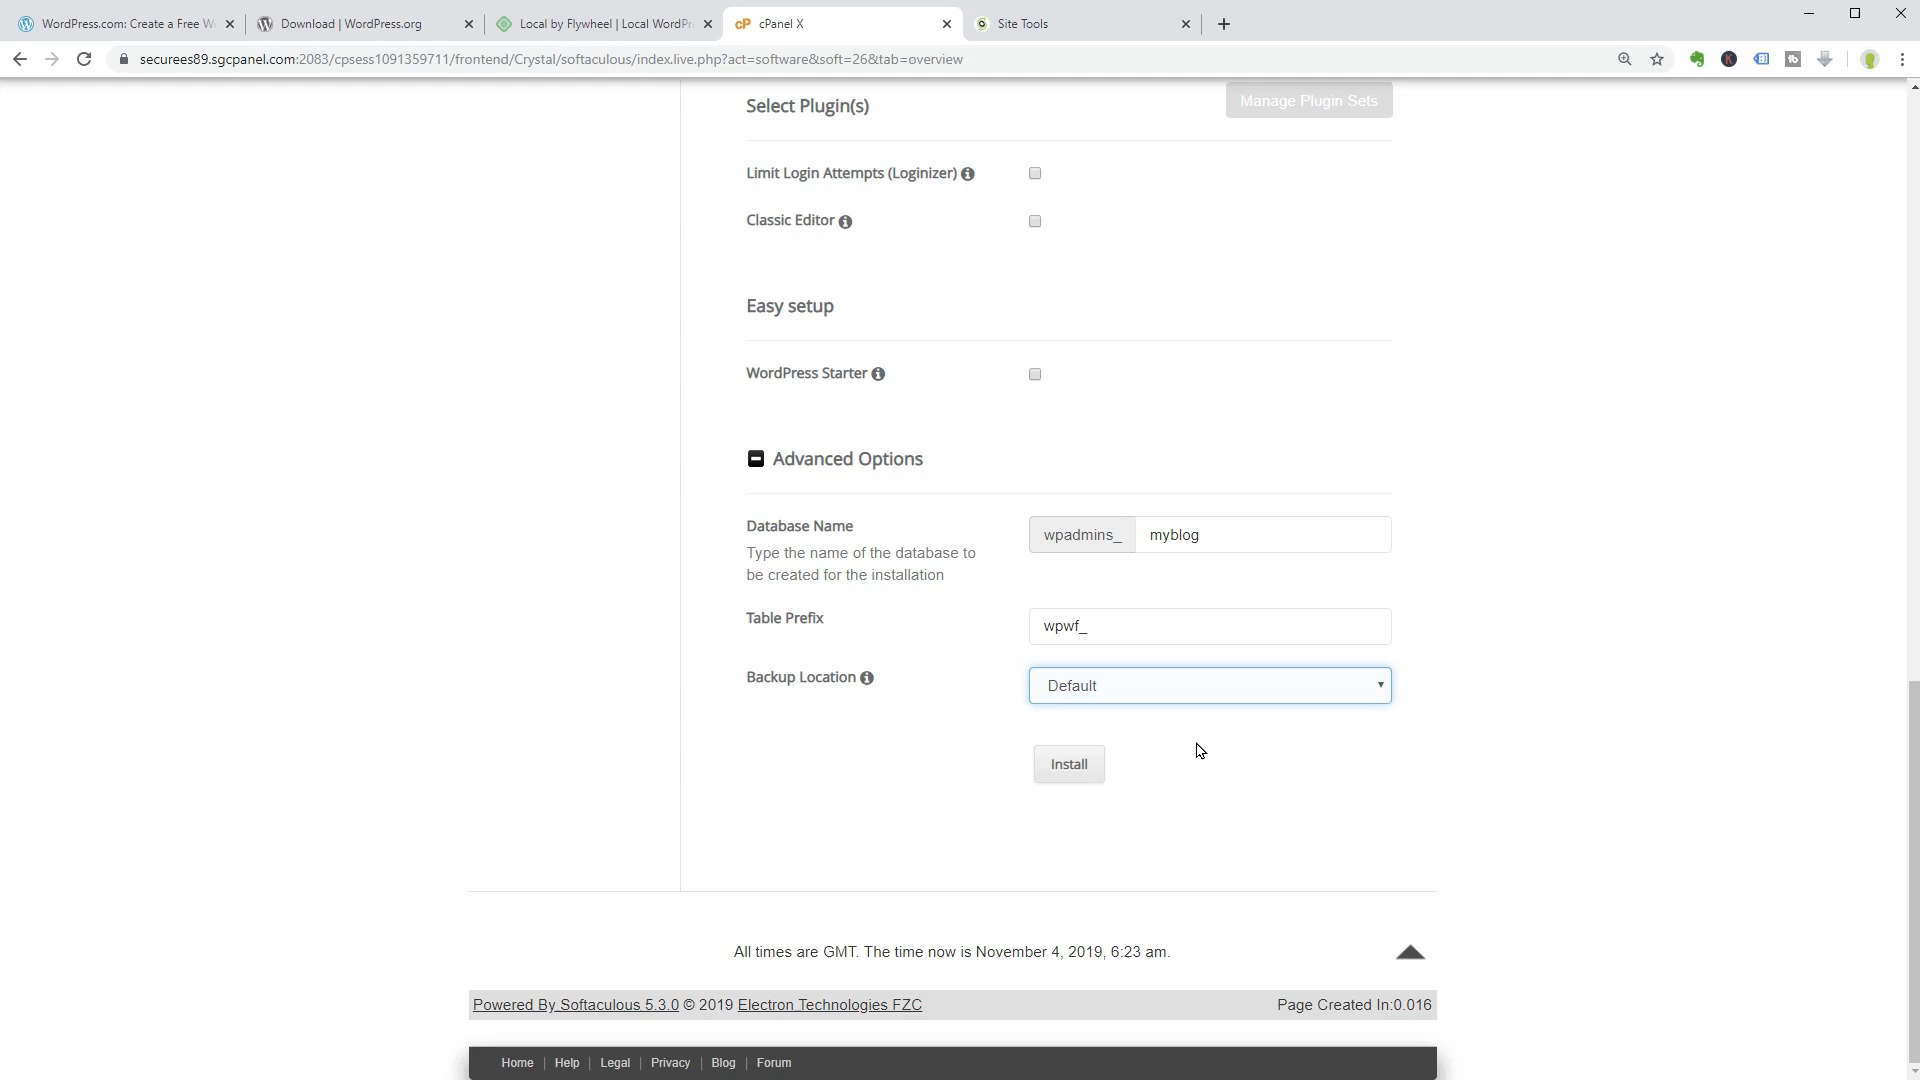 WordPress.com: Create a Free W
Download | WordPress.org
Local by Flywheel | Local WordPr
cP cPanel X
Site Tools
securees89.sgcpanel.com:2083/cpsess1091359711/frontend/Crystal/softaculous/index.live.php?act=software&soft=26&tab=overview
Select Plugin(s)
Manage Plugin Sets
Limit Login Attempts (Loginizer)
Classic Editor
Easy setup
WordPress Starter
Advanced Options
Database Name
Type the name of the database to
be created for the installation
wpadmins_ myblog
Table Prefix
wpwf_
Backup Location
Default
Install
All times are GMT. The time now is November 4, 2019, 6:23 am.
Powered By Softaculous 5.3.0 © 2019 Electron Technologies FZC
Page Created In:0.016
Home | Help | Legal | Privacy | Blog | Forum